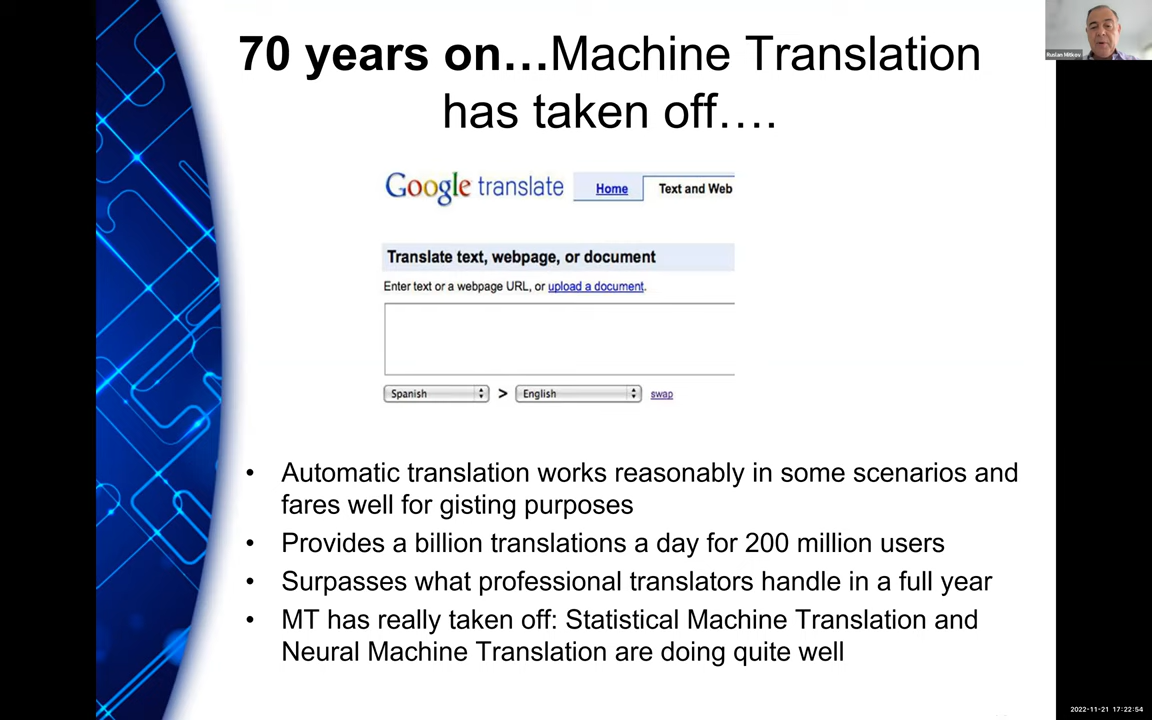 70 years on…Machine Translation
has taken off….
Ruslan Mitkov
Google translate
Home
Text and Web
Translate text, webpage, or document
Enter text or a webpage URL, or upload a document.
Spanish > English swap
• Automatic translation works reasonably in some scenarios and
fares well for gisting purposes
• Provides a billion translations a day for 200 million users
• Surpasses what professional translators handle in a full year
• MT has really taken off: Statistical Machine Translation and
Neural Machine Translation are doing quite well
2022-11-21 17:22:54